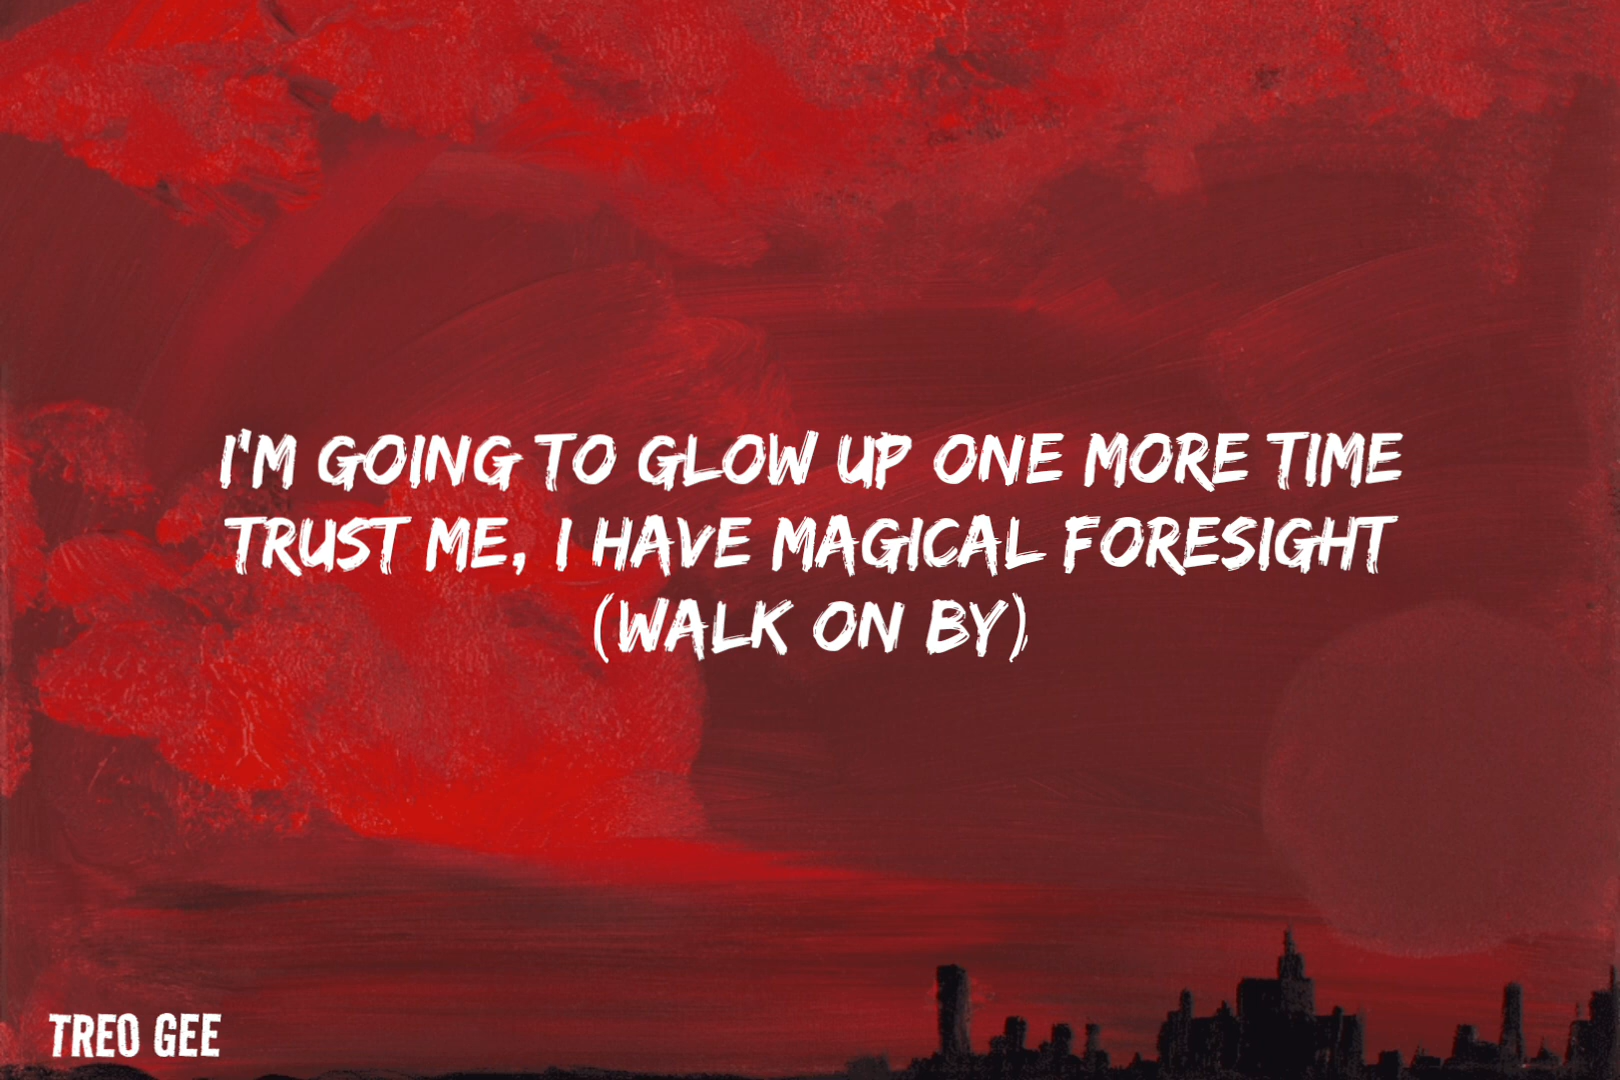 I'M GOING TO GLOW UP ONE MORE TIME
TRUST ME, I HAVE MAGICAL FORESIGHT
(WALK ON BY)
TREO GEE